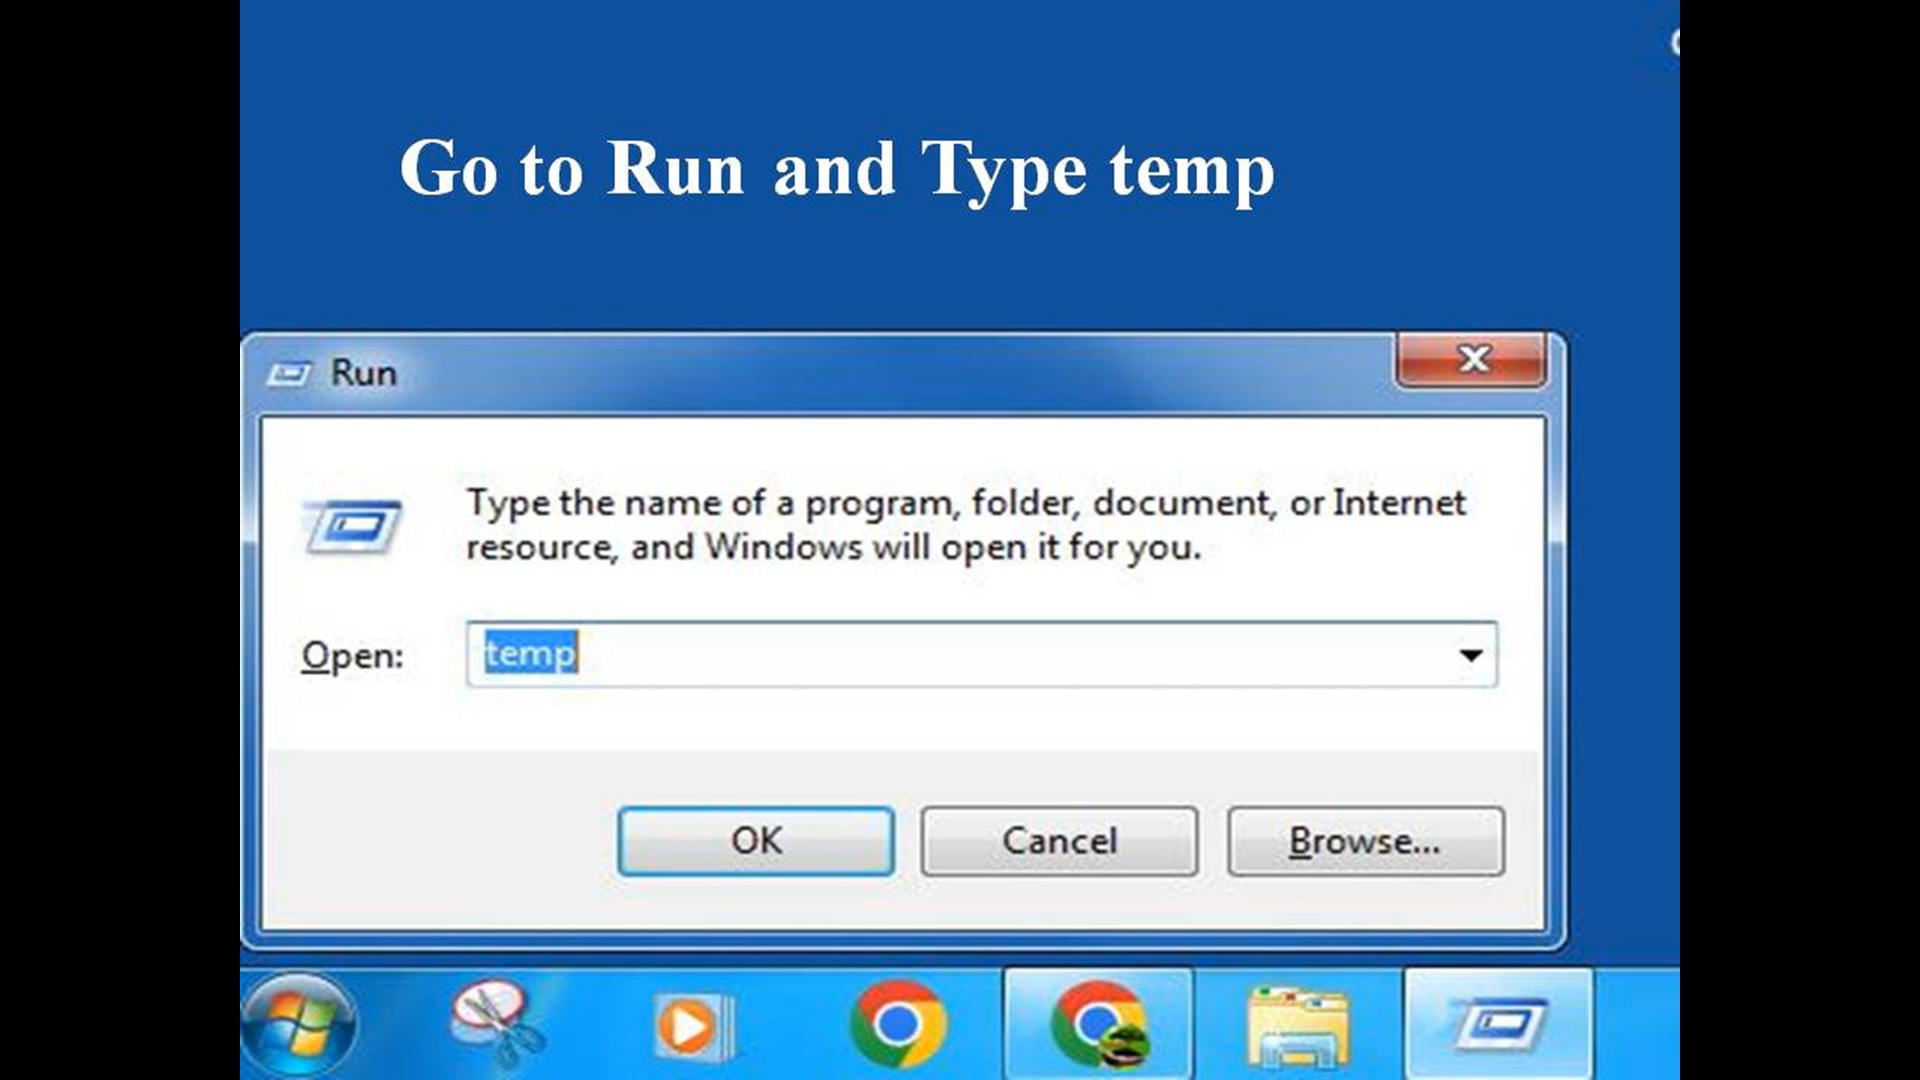 Go to Run and Type temp
Run
Type the name of a program, folder, document, or Internet
resource, and Windows will open it for you.
Open:
temp
OK
Cancel
Browse...